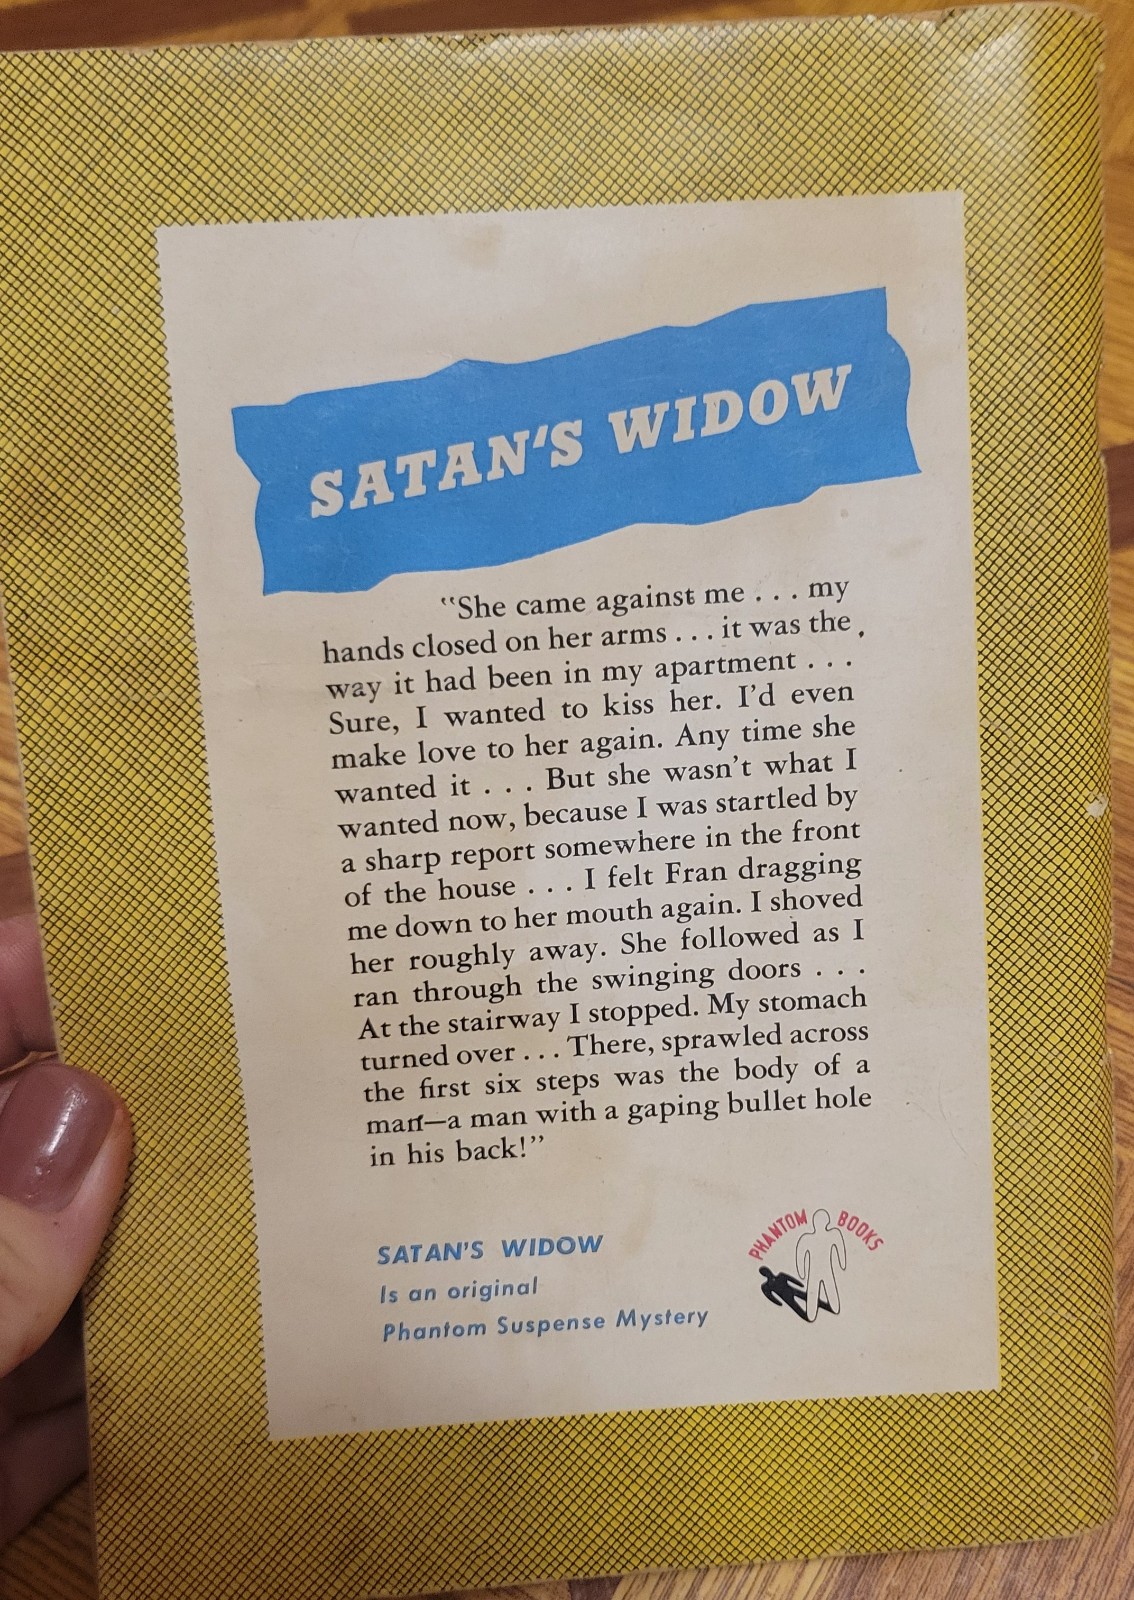 SATAN'S WIDOW
"She came against me . . . my
hands closed on her arms . . . it was the
way it had been in my apartment . . .
Sure, I wanted to kiss her. I'd even
make love to her again. Any time she
wanted it . . . But she wasn't what I
wanted now, because I was startled by
a sharp report somewhere in the front
of the house . . . I felt Fran dragging
me down to her mouth again. I shoved
her roughly away. She followed as I
ran through the swinging doors . . .
At the stairway I stopped. My stomach
turned over . . . There, sprawled across
the first six steps was the body of a
man—a man with a gaping bullet hole
in his back!"
SATAN'S WIDOW
Is an original
Phantom Suspense Mystery
PHANTOM BOOKS